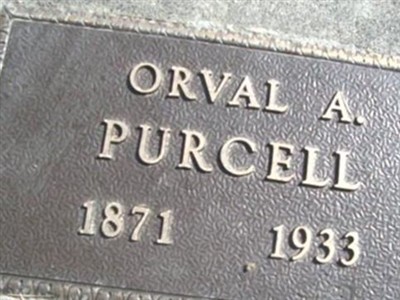 ORVAL A.
PURCELL
1871 1933